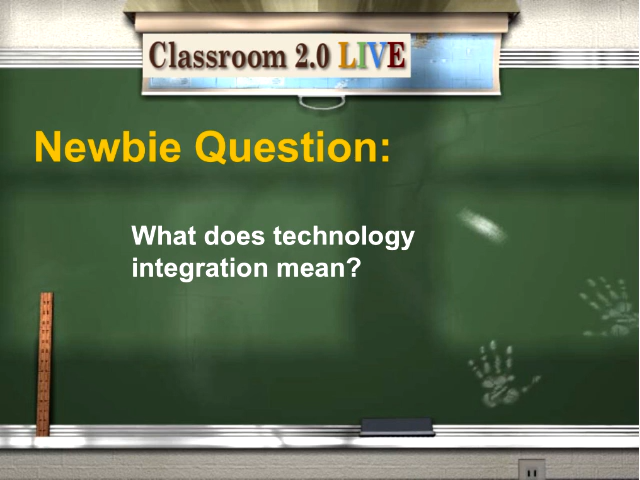 Classroom 2.0 LIVE
Newbie Question:
What does technology
integration mean?